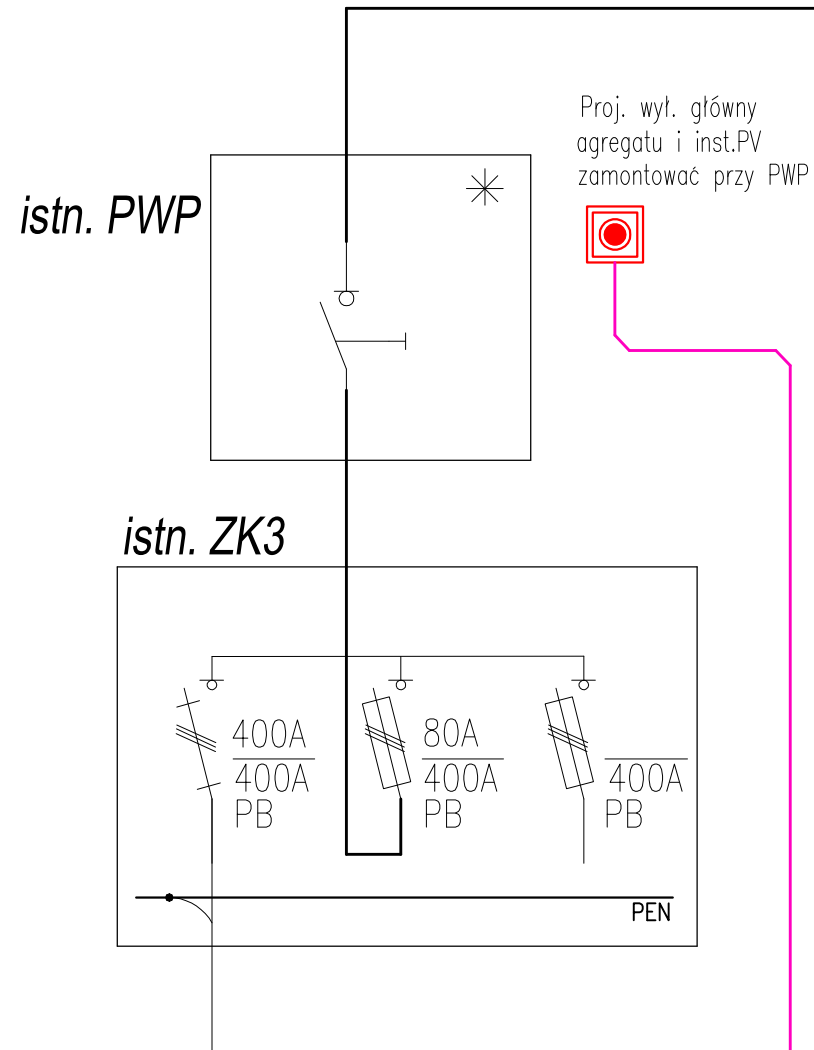 Proj. wył. główny
agregatu i inst.PV
zamontować przy PWP
istn. PWP
istn. ZK3
400A
400A
PB
80A
400A
PB
400A
PB
PEN